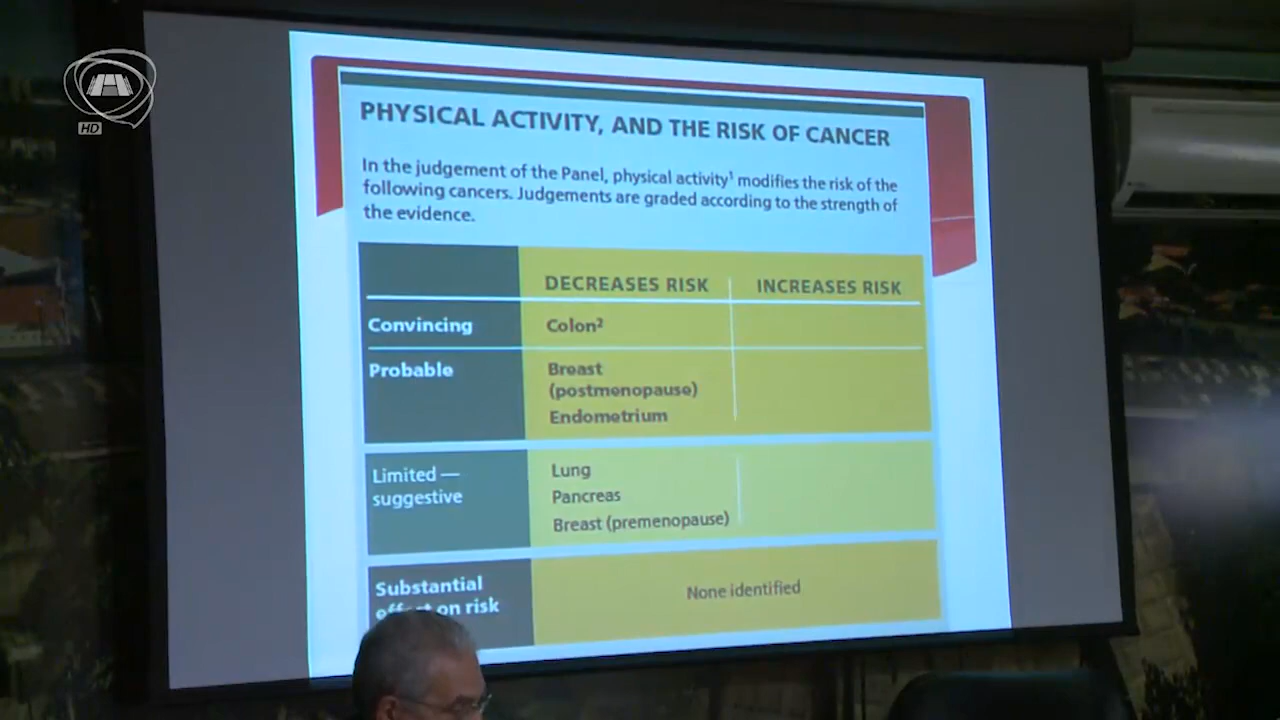 HD
PHYSICAL ACTIVITY, AND THE RISK OF CANCER
In the judgement of the Panel, physical activity¹ modifies the risk of the
following cancers. Judgements are graded according to the strength of
the evidence.
DECREASES RISK INCREASES RISK
Convincing Colon²
Probable Breast
(postmenopause)
Endometrium
Limited — Lung
suggestive Pancreas
Breast (premenopause)
Substantial None identified
effect on risk